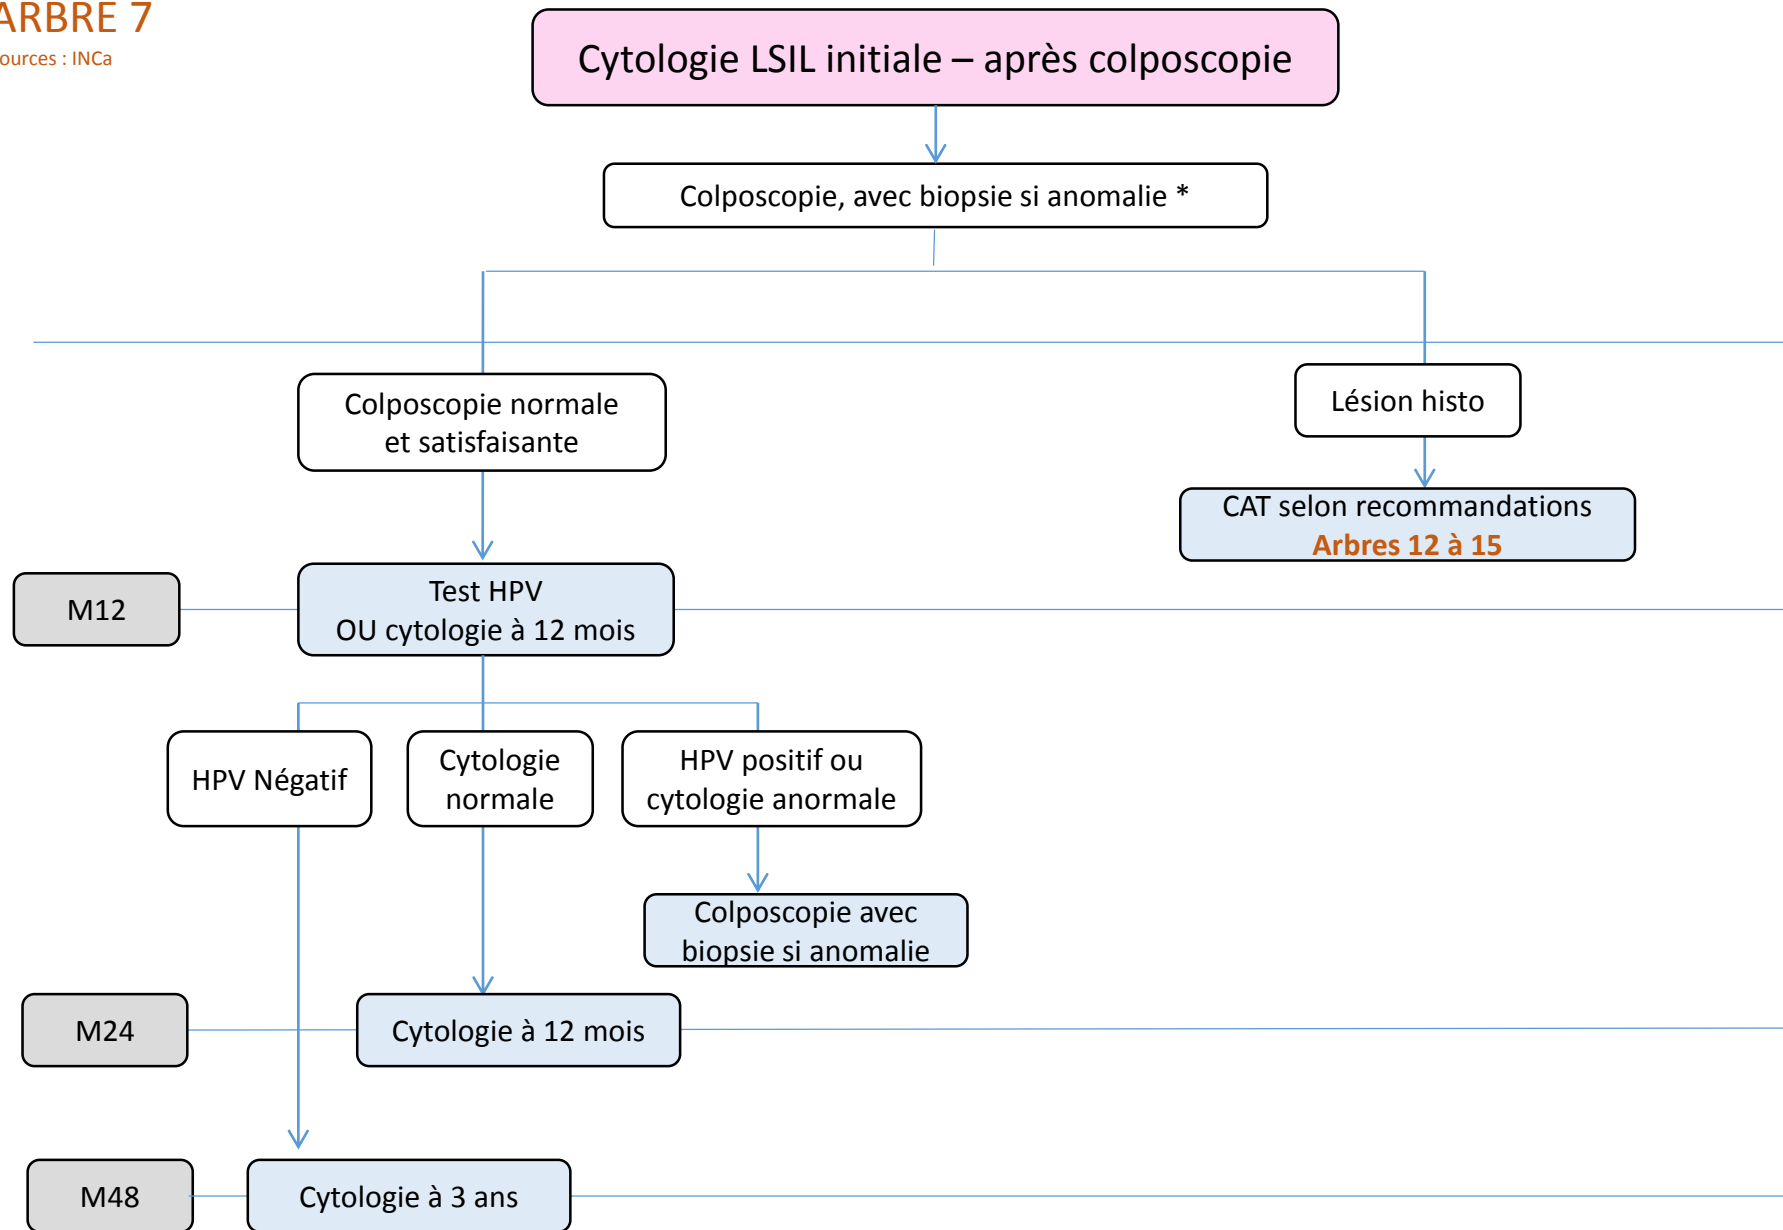 ARBRE 7
ources : INCa
Cytologie LSIL initiale – après colposcopie
Colposcopie, avec biopsie si anomalie *
Colposcopie normale
et satisfaisante
Lésion histo
CAT selon recommandations
Arbres 12 à 15
M12
Test HPV
OU cytologie à 12 mois
HPV Négatif
Cytologie
normale
HPV positif ou
cytologie anormale
Colposcopie avec
biopsie si anomalie
M24
Cytologie à 12 mois
M48
Cytologie à 3 ans